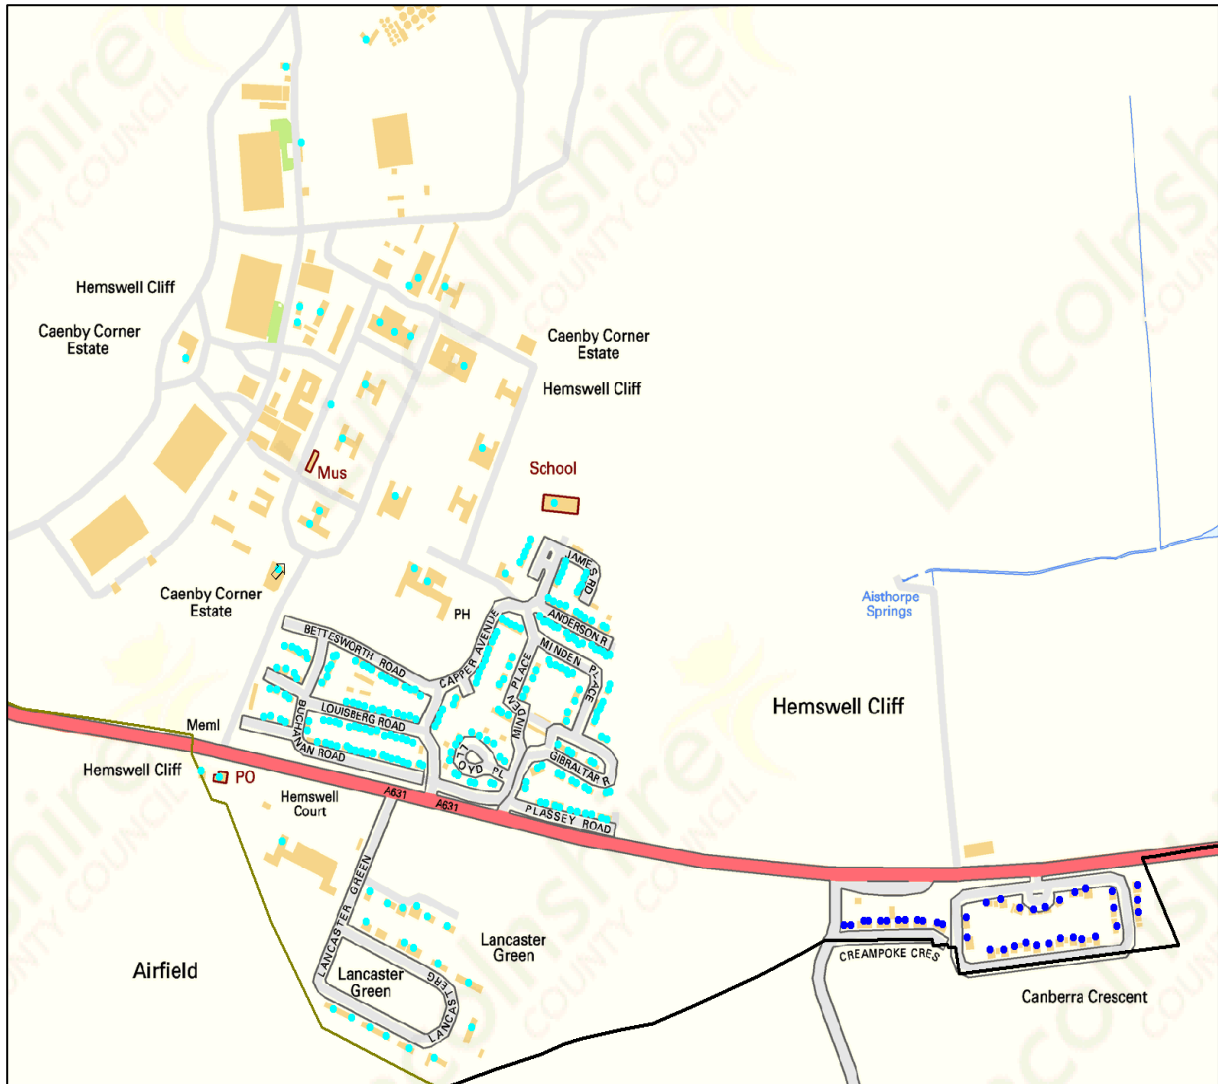 Lincolnshire
COUNTY COUNCIL
Hemswell Cliff
Caenby Corner
Estate
Caenby Corner
Estate
Hemswell Cliff
Mus
School
JAMES RD
Caenby Corner
Estate
PH
Aisthorpe
Springs
ANDERSON R
BETTESWORTH ROAD
CAPPER AVENUE
MINDEN PLACE
MINDEN PLACE
LOUISBERG ROAD
BUCHANAN ROAD
Hemswell Cliff
Meml
LLOYD PL
GIBRALTAR R
Hemswell Cliff
PO
Hemswell
Court
A631
A631
PLASSEY ROAD
LANCASTER GREEN
Lancaster
Green
Airfield
Lancaster
Green
LANCASTERG
CREAMPOKE CRES
Canberra Crescent